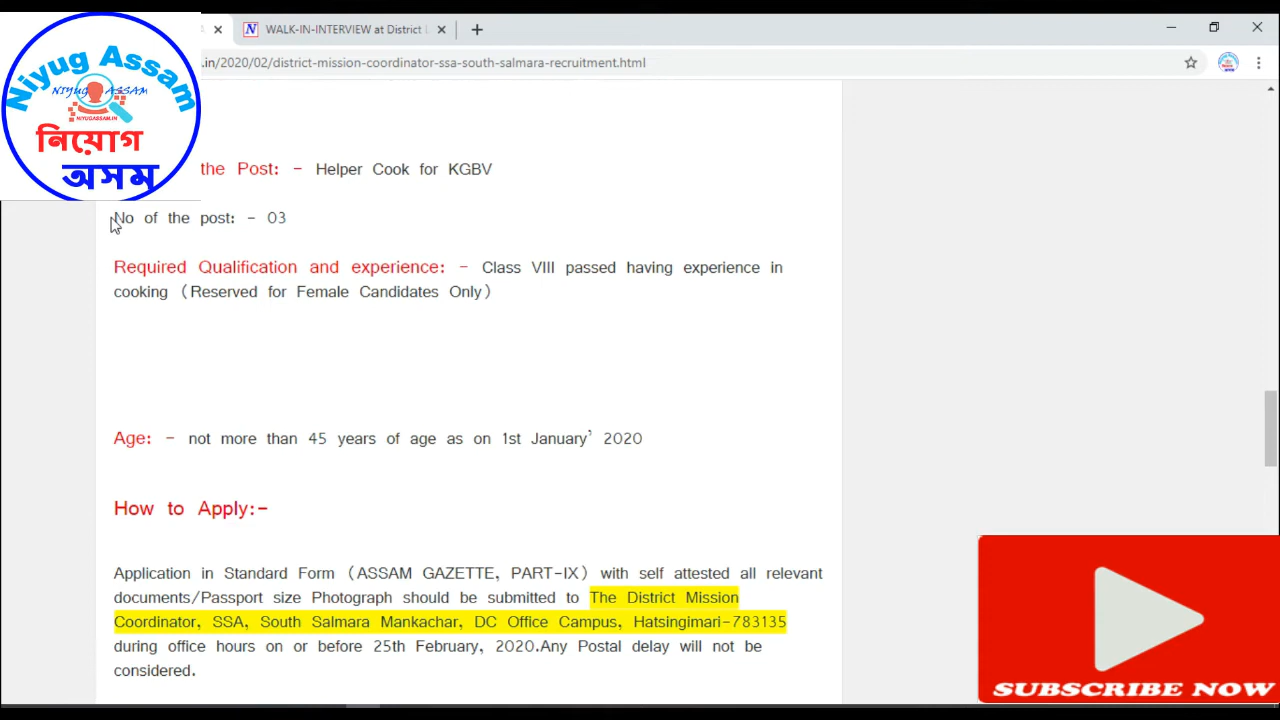 WALK-IN-INTERVIEW at District
.in/2020/02/district-mission-coordinator-ssa-south-salmara-recruitment.html
Niyug Assam
NIYUG ASSAM
NIYUGASSAM.IN
নিয়োগ
অসম
the Post: - Helper Cook for KGBV
No of the post: - 03
Required Qualification and experience: - Class VIII passed having experience in
cooking (Reserved for Female Candidates Only)
Age: - not more than 45 years of age as on 1st January' 2020
How to Apply:-
Application in Standard Form (ASSAM GAZETTE, PART-IX) with self attested all relevant
documents/Passport size Photograph should be submitted to The District Mission
Coordinator, SSA, South Salmara Mankachar, DC Office Campus, Hatsingimari-783135
during office hours on or before 25th February, 2020.Any Postal delay will not be
considered.
SUBSCRIBE NOW